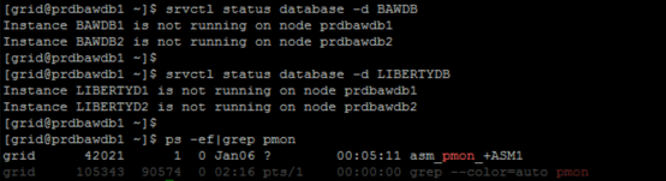 [grid@prdbawdb1 ~]$ srvctl status database -d BAWDB
Instance BAWDB1 is not running on node prdbawdb1
Instance BAWDB2 is not running on node prdbawdb2
[grid@prdbawdb1 ~]$
[grid@prdbawdb1 ~]$ srvctl status database -d LIBERTYDB
Instance LIBERTYD1 is not running on node prdbawdb1
Instance LIBERTYD2 is not running on node prdbawdb2
[grid@prdbawdb1 ~]$
[grid@prdbawdb1 ~]$ ps -ef|grep pmon
grid 42021 1 0 Jan06 ? 00:05:11 asm_pmon_+ASM1
grid 105343 90574 0 02:16 pts/1 00:00:00 grep --color=auto pmon